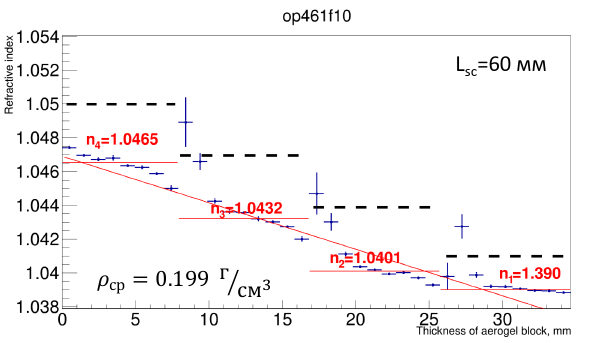 op461f10
Refractive index
1.054
1.052
1.05
1.048
1.046
1.044
1.042
1.04
1.038
Lsc=60 мм
n4=1.0465
n3=1.0432
n2=1.0401
n1=1.390
ρср = 0.199 г/см³
0 5 10 15 20 25 30
Thickness of aerogel block, mm